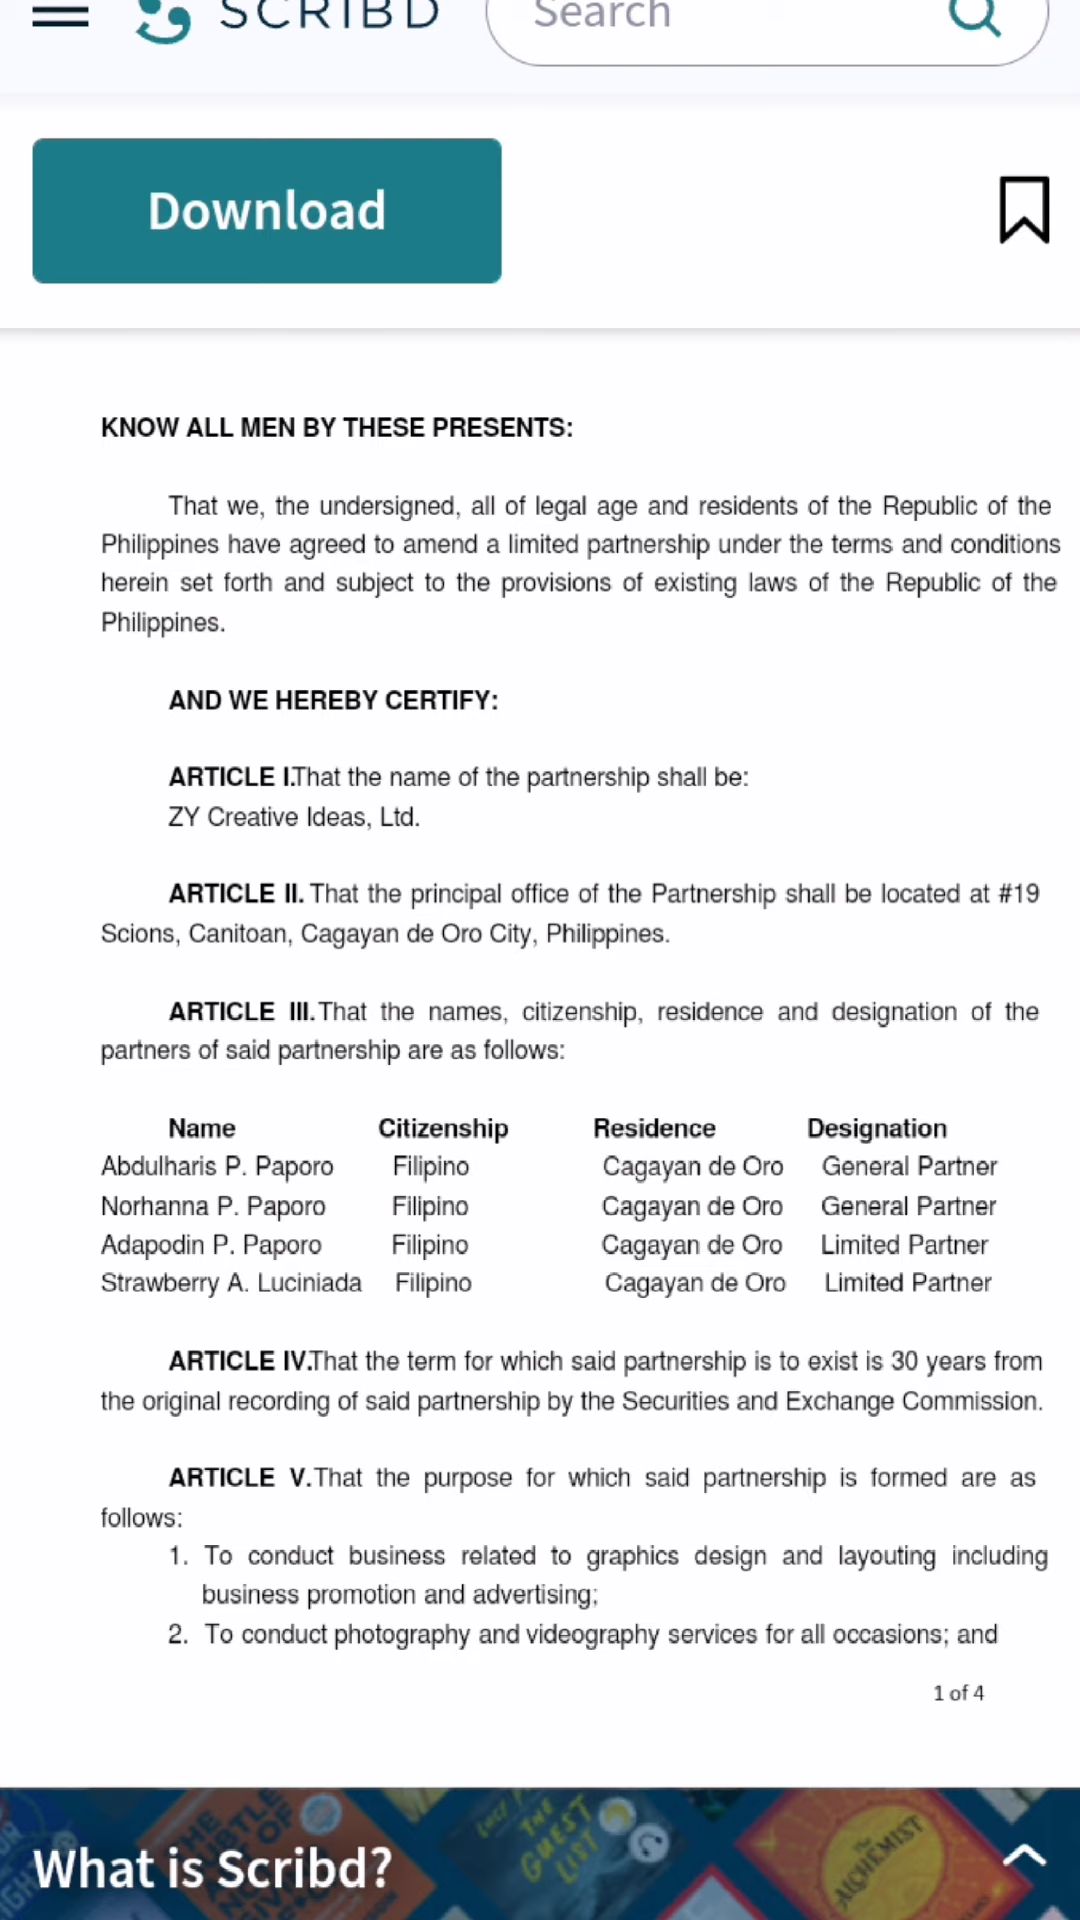 SCRIBD
Search
Download
KNOW ALL MEN BY THESE PRESENTS:
That we, the undersigned, all of legal age and residents of the Republic of the
Philippines have agreed to amend a limited partnership under the terms and conditions
herein set forth and subject to the provisions of existing laws of the Republic of the
Philippines.
AND WE HEREBY CERTIFY:
ARTICLE I.That the name of the partnership shall be:
ZY Creative Ideas, Ltd.
ARTICLE II. That the principal office of the Partnership shall be located at #19
Scions, Canitoan, Cagayan de Oro City, Philippines.
ARTICLE III.That the names, citizenship, residence and designation of the
partners of said partnership are as follows:
Name Citizenship Residence Designation
Abdulharis P. Paporo Filipino Cagayan de Oro General Partner
Norhanna P. Paporo Filipino Cagayan de Oro General Partner
Adapodin P. Paporo Filipino Cagayan de Oro Limited Partner
Strawberry A. Luciniada Filipino Cagayan de Oro Limited Partner
ARTICLE IV.That the term for which said partnership is to exist is 30 years from
the original recording of said partnership by the Securities and Exchange Commission.
ARTICLE V.That the purpose for which said partnership is formed are as
follows:
1. To conduct business related to graphics design and layouting including
business promotion and advertising;
2. To conduct photography and videography services for all occasions; and
1 of 4
What is Scribd?
THE
GUEST
LIST
The
ALCHEMIST